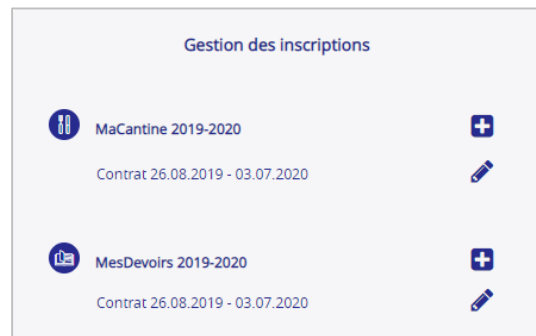 Gestion des inscriptions
MaCantine 2019-2020
Contrat 26.08.2019 - 03.07.2020
MesDevoirs 2019-2020
Contrat 26.08.2019 - 03.07.2020